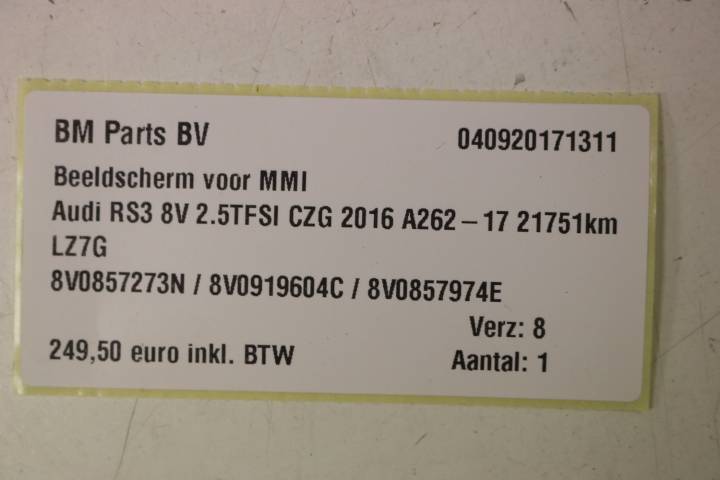 BM Parts BV 040920171311
Beeldscherm voor MMI
Audi RS3 8V 2.5TFSI CZG 2016 A262-17 21751km
LZ7G
8V0857273N / 8V0919604C / 8V0857974E
Verz: 8
249,50 euro inkl. BTW Aantal: 1